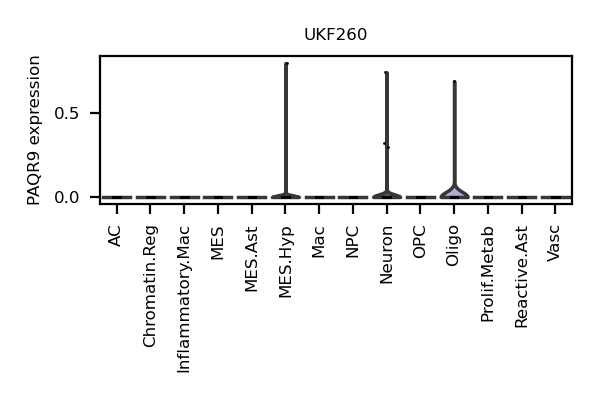 UKF260
PAQR9 expression
0.5
0.0
AC
Chromatin.Reg
Inflammatory.Mac
MES
MES.Ast
MES.Hyp
Mac
NPC
Neuron
OPC
Oligo
Prolif.Metab
Reactive.Ast
Vasc